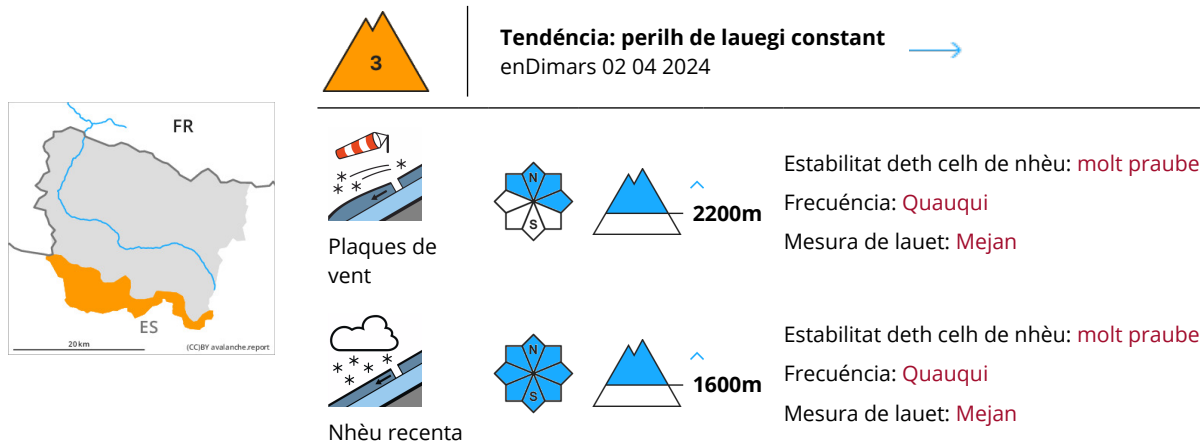 3
Tendéncia: perilh de lauegi constant
enDimars 02 04 2024
FR
ES
20 km
(CC)BY avalanche.report
Plaques de
vent
N
S
2200m
Estabilitat deth celh de nhèu: molt praube
Frecuéncia: Quauqui
Mesura de lauet: Mejan
Nhèu recenta
N
S
1600m
Estabilitat deth celh de nhèu: molt praube
Frecuéncia: Quauqui
Mesura de lauet: Mejan